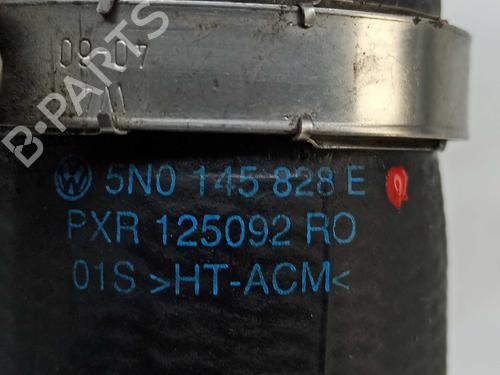 09 07
5N0 145 828 E
PXR 125092 RO
01S >HT-ACM<
B-PARTS